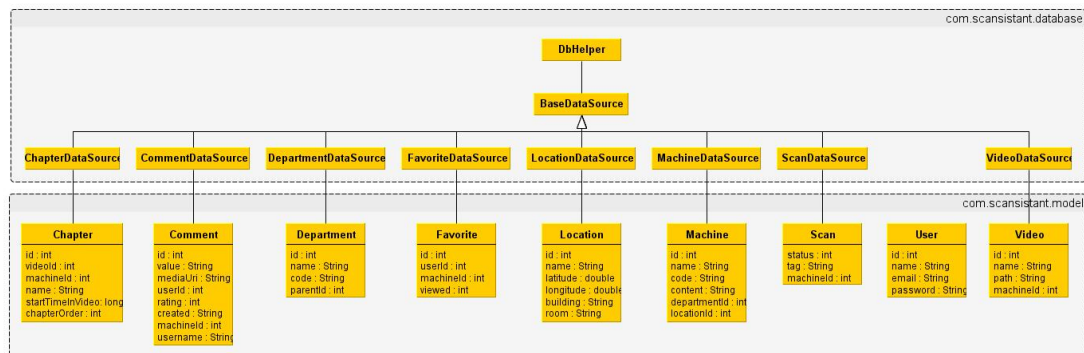 com.scansistant.database
DbHelper
BaseDataSource
ChapterDataSource
CommentDataSource
DepartmentDataSource
FavoriteDataSource
LocationDataSource
MachineDataSource
ScanDataSource
VideoDataSource
com.scansistant.model
Chapter
id : int
videoId : int
machineId : int
name : String
startTimeInVideo: long
chapterOrder : int
Comment
id : int
value : String
mediaUri : String
userId : int
rating : int
created : String
machineId : int
username : String
Department
id : int
name : String
code : String
parentId : int
Favorite
id : int
userId : int
machineId : int
viewed : int
Location
id : int
name : String
latitude : double
longitude : double
building : String
room : String
Machine
id : int
name : String
code : String
content : String
departmentId : int
locationId : int
Scan
status : int
tag : String
machineId : int
User
id : int
name : String
email : String
password : String
Video
id : int
name : String
path : String
machineId : int